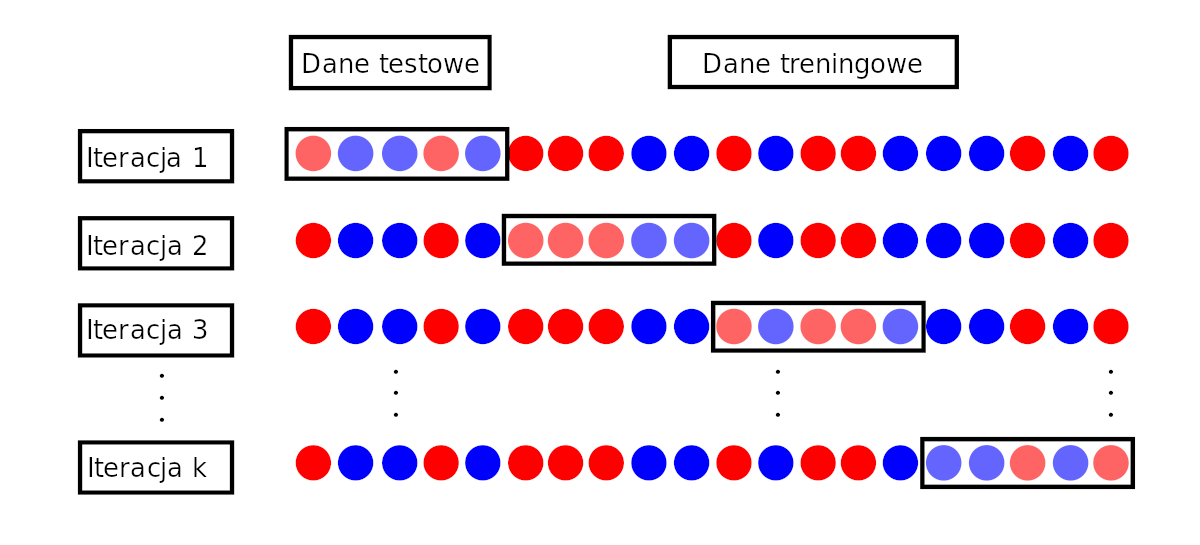 Dane testowe
Dane treningowe
Iteracja 1
Iteracja 2
Iteracja 3
Iteracja k